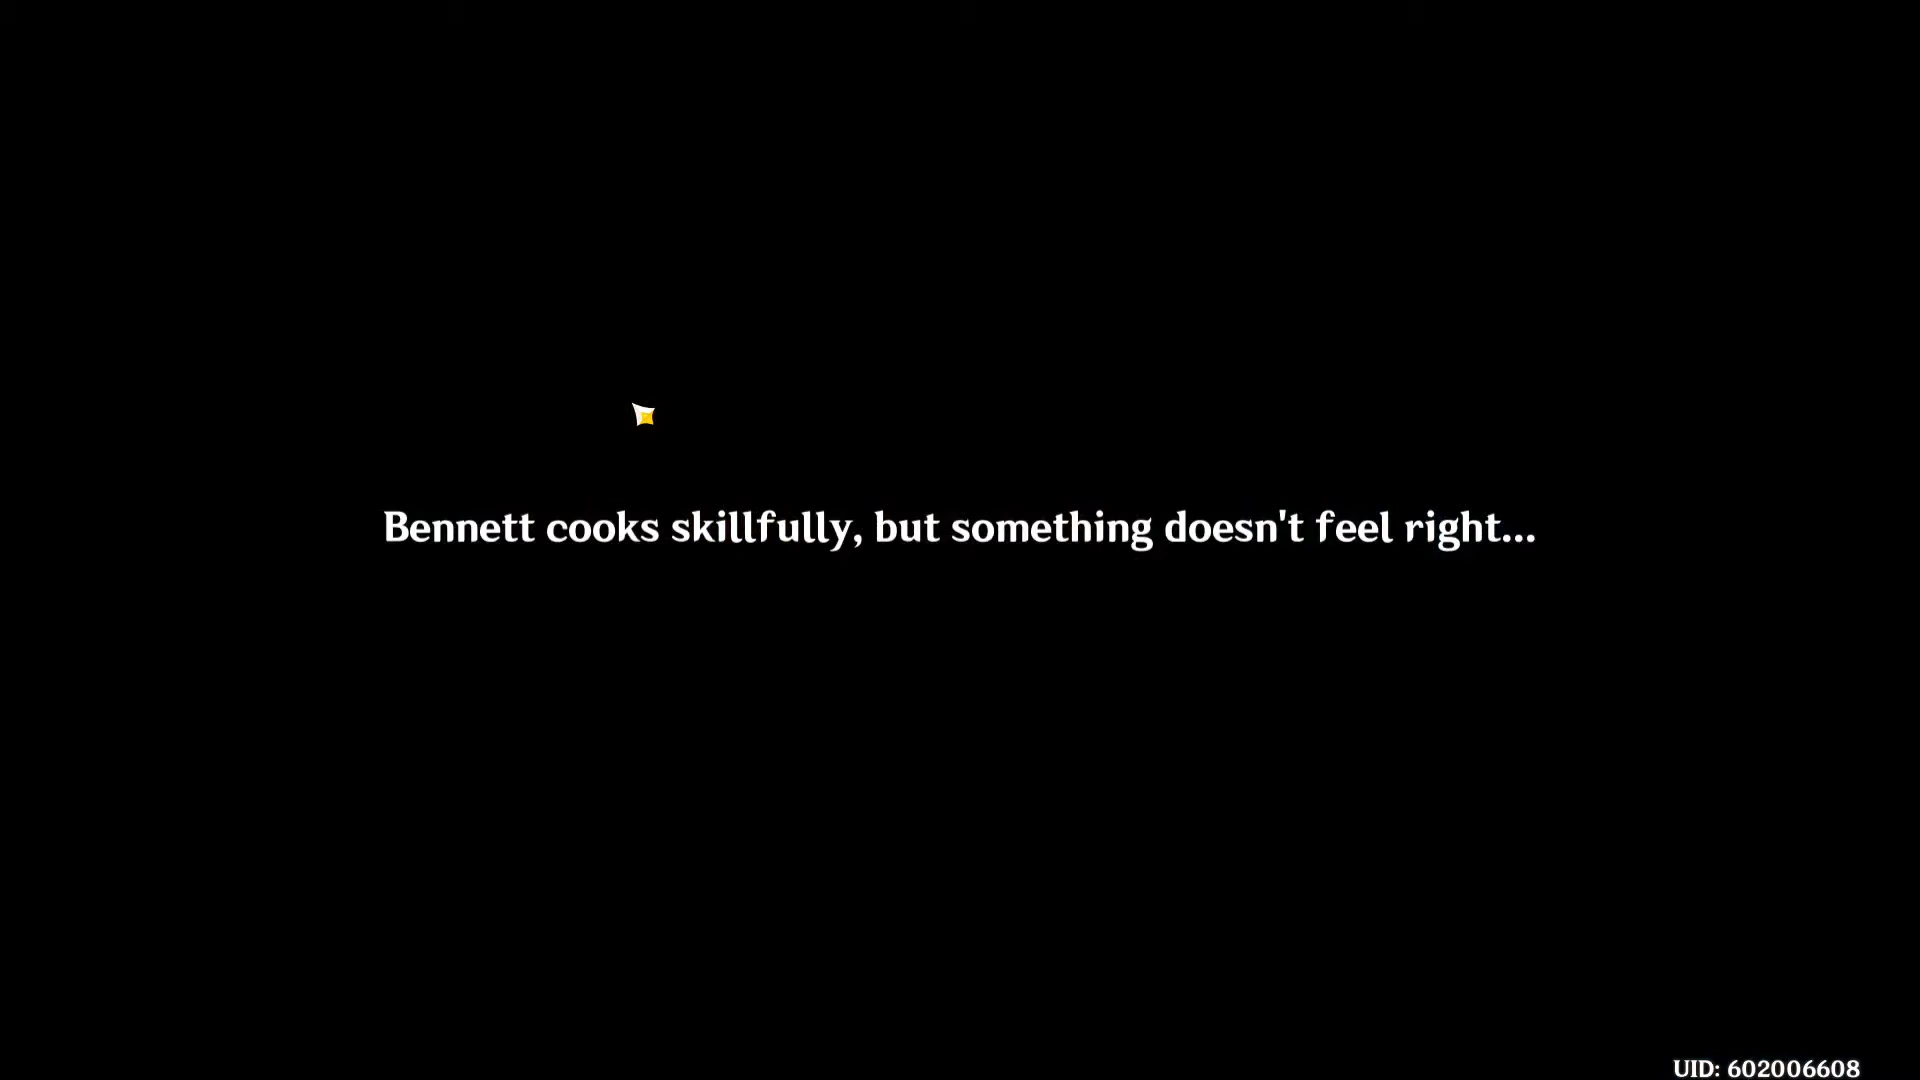 Bennett cooks skillfully, but something doesn't feel right...
UID: 602006608